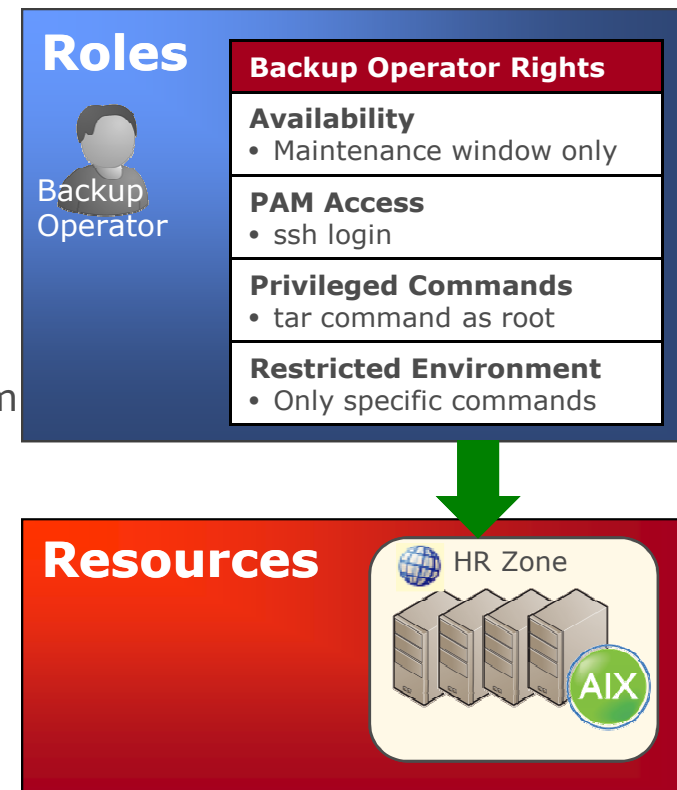 Roles
Backup Operator
Backup Operator Rights
Availability
• Maintenance window only
PAM Access
• ssh login
Privileged Commands
• tar command as root
Restricted Environment
• Only specific commands
Resources
HR Zone
AIX